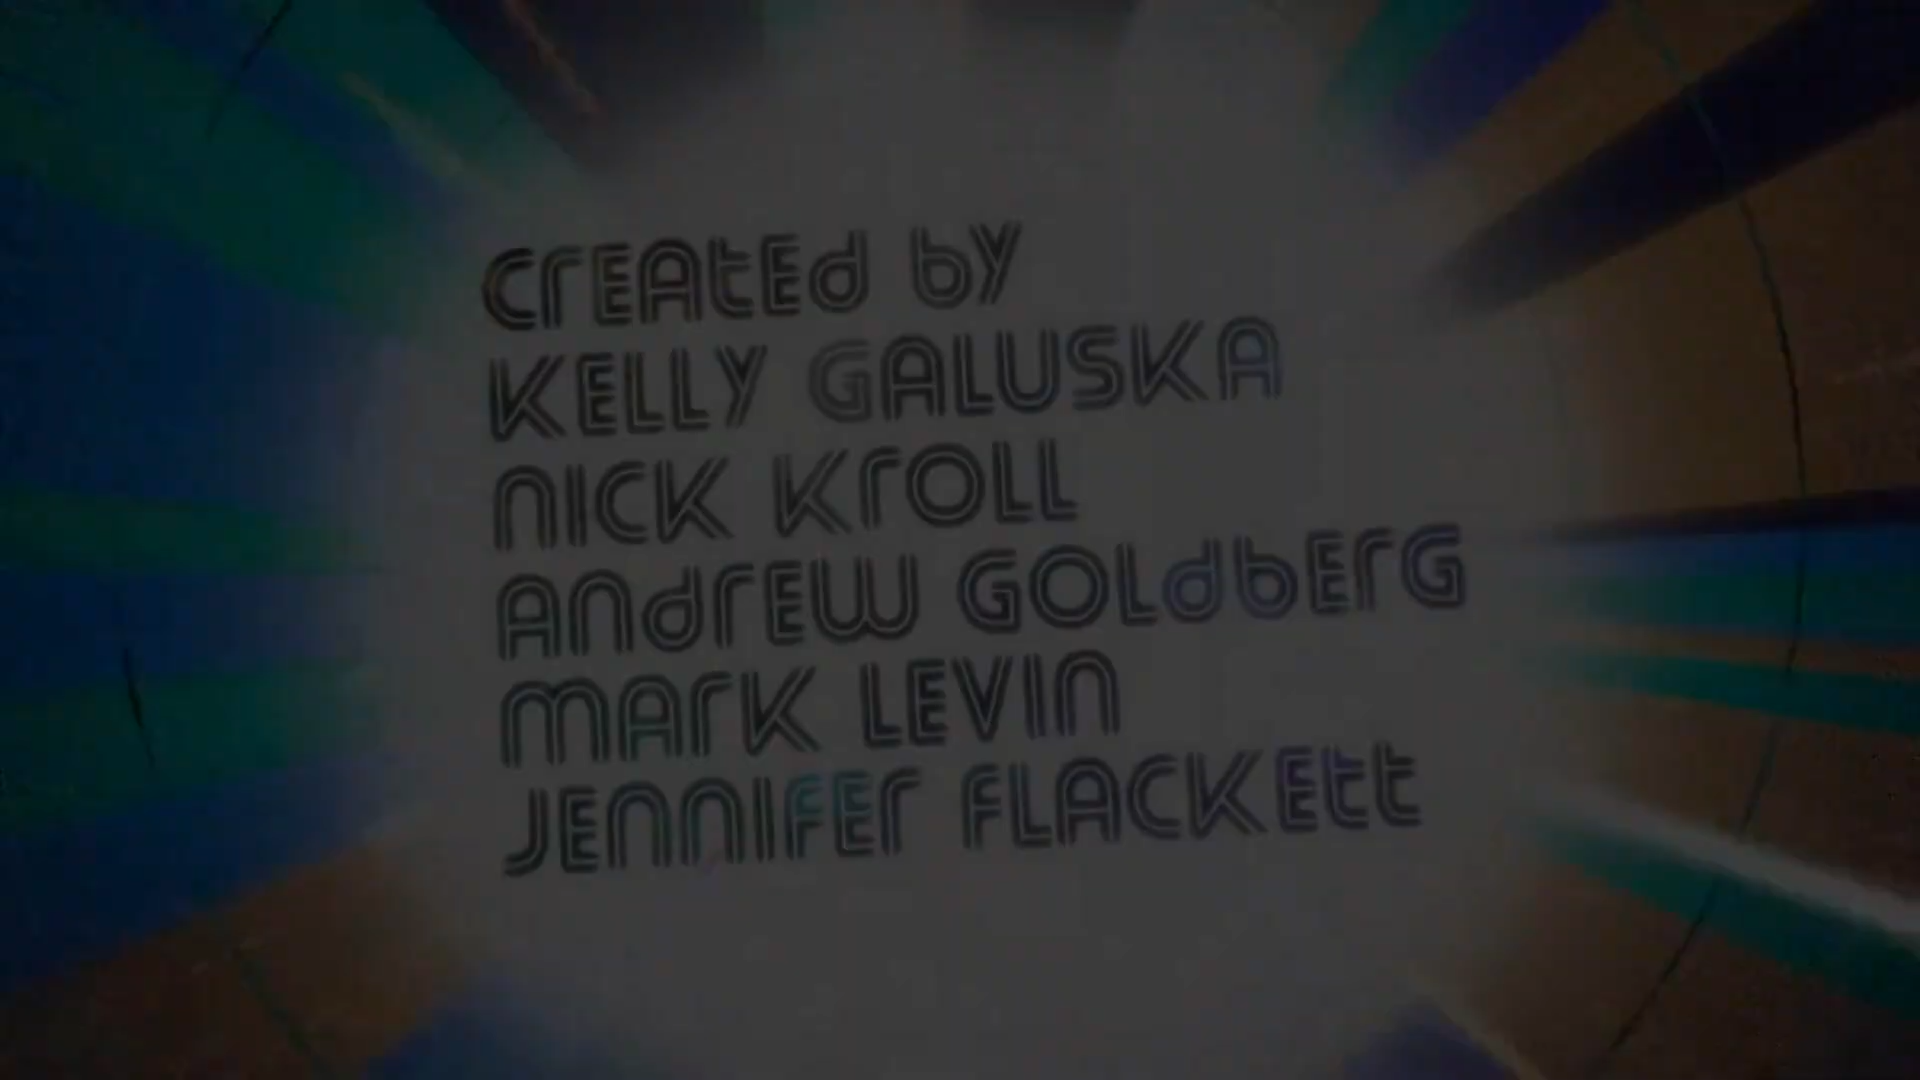 CrEAtEd by
KELLY GALUSKA
NICK KrOLL
ANdrEW GOLdbErG
MArK LEVIN
JENNIFEr FLACKEtt